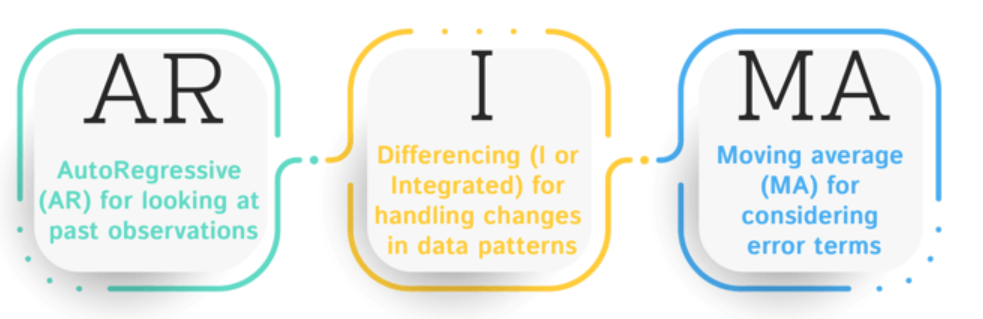 AR
AutoRegressive
(AR) for looking at
past observations
I
Differencing (I or
Integrated) for
handling changes
in data patterns
MA
Moving average
(MA) for
considering
error terms